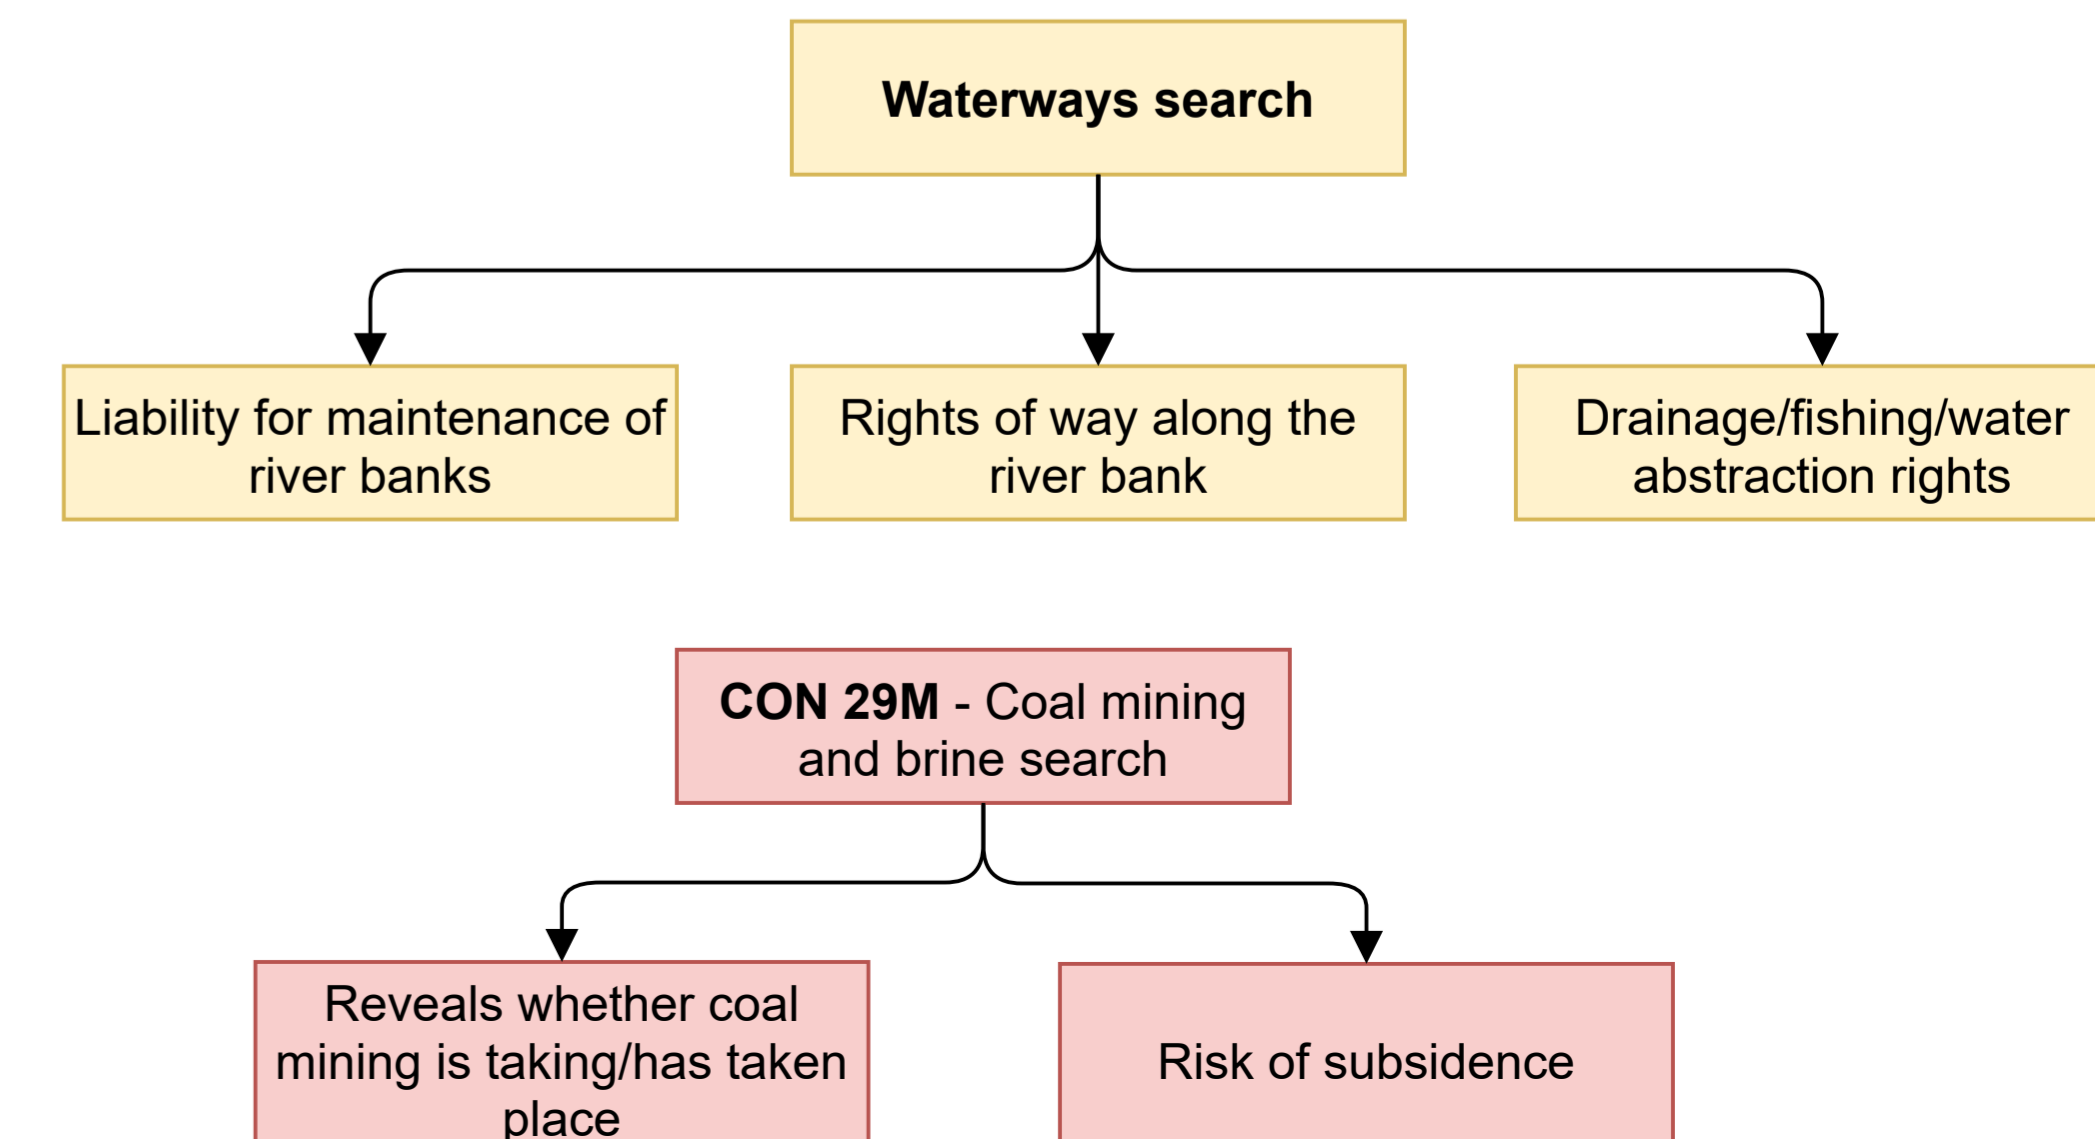 Waterways search
Liability for maintenance of
river banks
Rights of way along the
river bank
Drainage/fishing/water
abstraction rights
CON 29M - Coal mining
and brine search
Reveals whether coal
mining is taking/has taken
place
Risk of subsidence